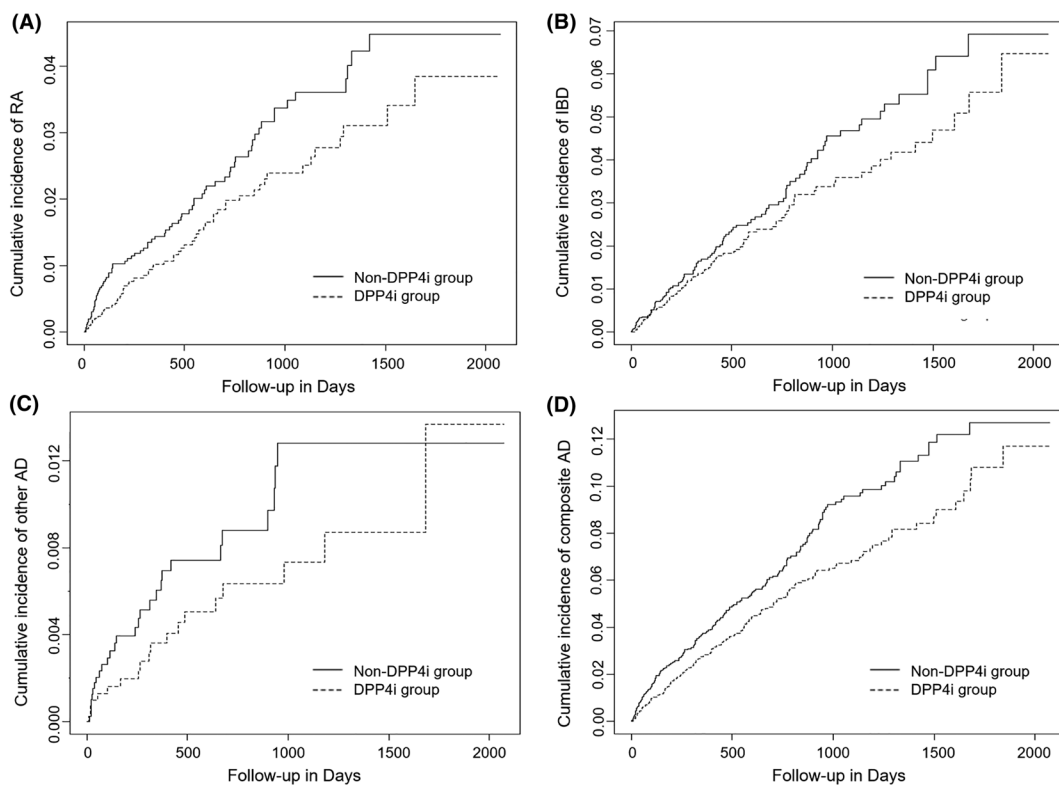 (A)
Cumulative incidence of RA
0.04
0.03
0.02
0.01
0.00
Non-DPP4i group
DPP4i group
0 500 1000 1500 2000
Follow-up in Days
(B)
Cumulative incidence of IBD
0.07
0.06
0.05
0.04
0.03
0.02
0.01
0.00
Non-DPP4i group
DPP4i group
0 500 1000 1500 2000
Follow-up in Days
(C)
Cumulative incidence of other AD
0.012
0.008
0.004
0.000
Non-DPP4i group
DPP4i group
0 500 1000 1500 2000
Follow-up in Days
(D)
Cumulative incidence of composite AD
0.12
0.10
0.08
0.06
0.04
0.02
0.00
Non-DPP4i group
DPP4i group
0 500 1000 1500 2000
Follow-up in Days